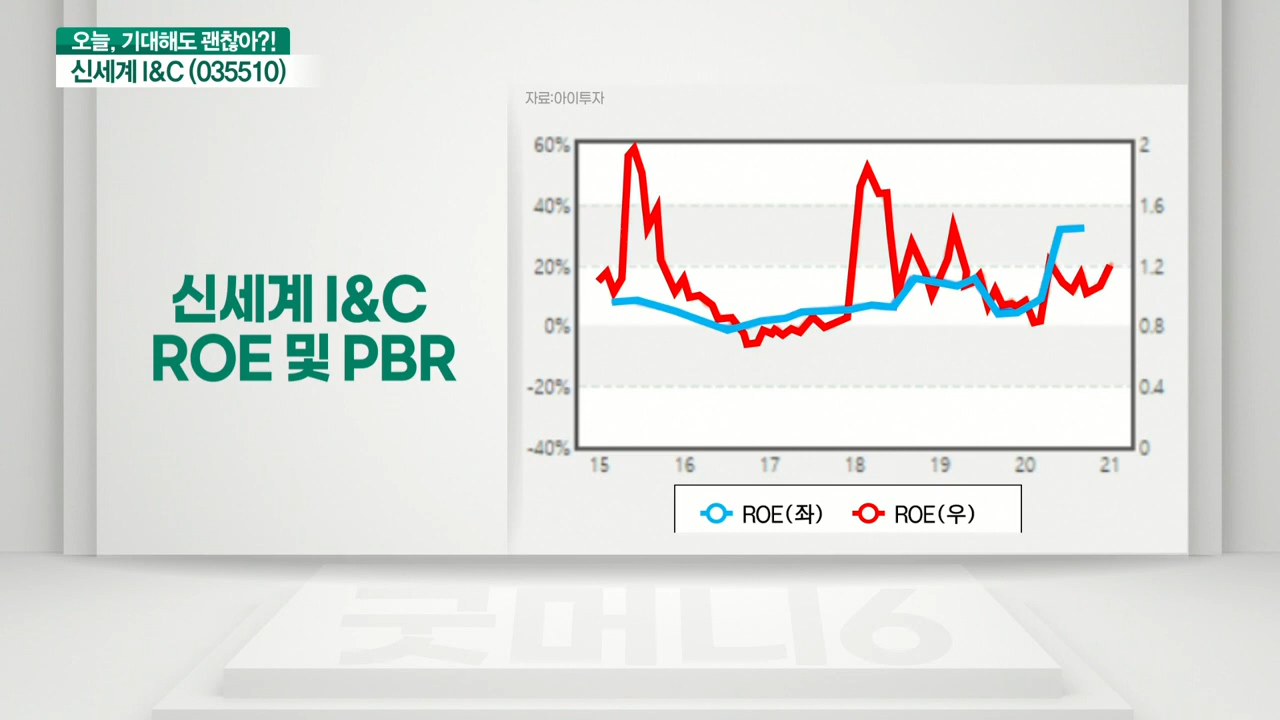 오늘, 기대해도 괜찮아?!
신세계 I&C (035510)
신세계 I&C
ROE 및 PBR
자료:아이투자
60%
40%
20%
0%
-20%
-40%
2
1.6
1.2
0.8
0.4
0
15 16 17 18 19 20 21
ROE(좌) ROE(우)
굿머니6